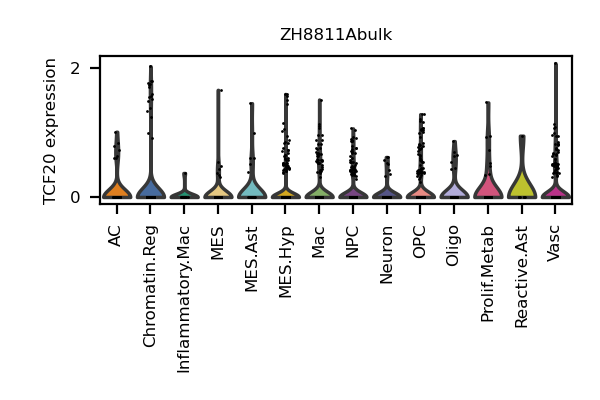 ZH8811Abulk
TCF20 expression
2
0
AC
Chromatin.Reg
Inflammatory.Mac
MES
MES.Ast
MES.Hyp
Mac
NPC
Neuron
OPC
Oligo
Prolif.Metab
Reactive.Ast
Vasc